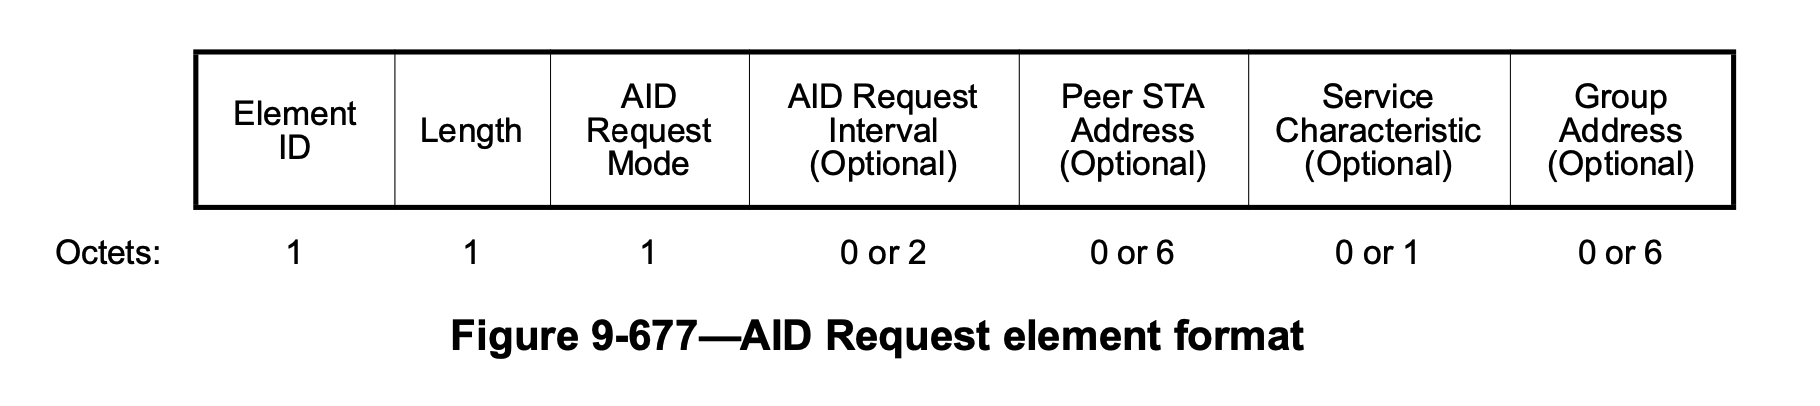 Element
ID
Length
AID
Request
Mode
AID Request
Interval
(Optional)
Peer STA
Address
(Optional)
Service
Characteristic
(Optional)
Group
Address
(Optional)
Octets: 1 1 1 0 or 2 0 or 6 0 or 1 0 or 6
Figure 9-677—AID Request element format